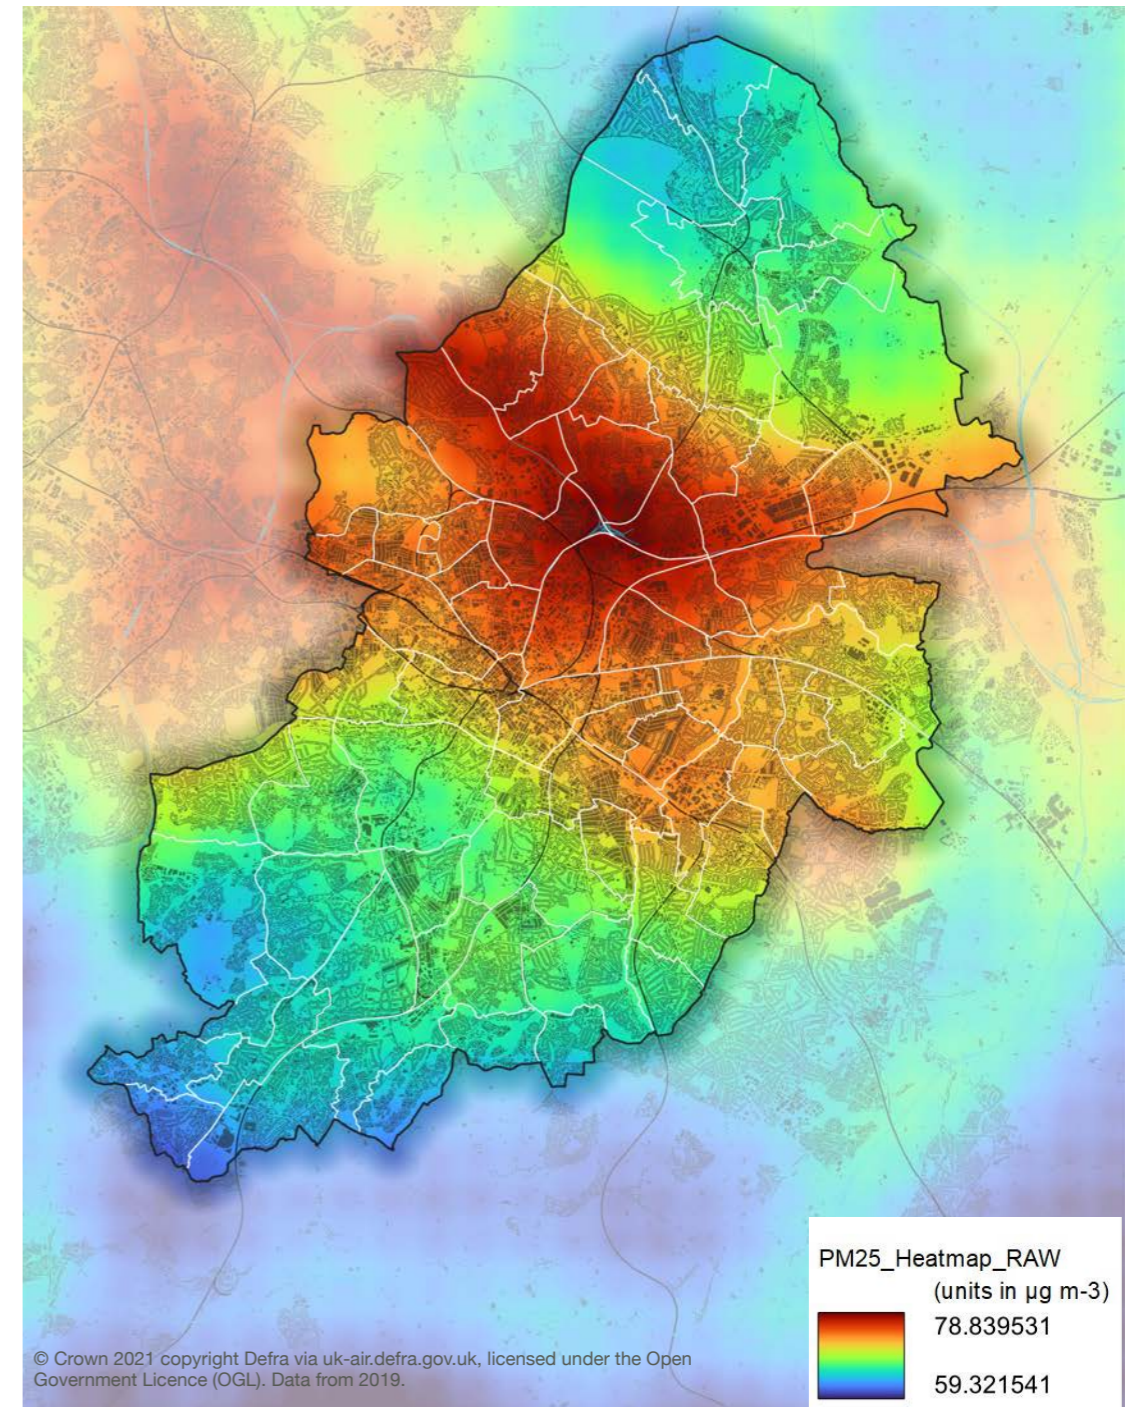 PM25_Heatmap_RAW
(units in µg m-3)
78.839531
59.321541
© Crown 2021 copyright Defra via uk-air.defra.gov.uk, licensed under the Open
Government Licence (OGL). Data from 2019.